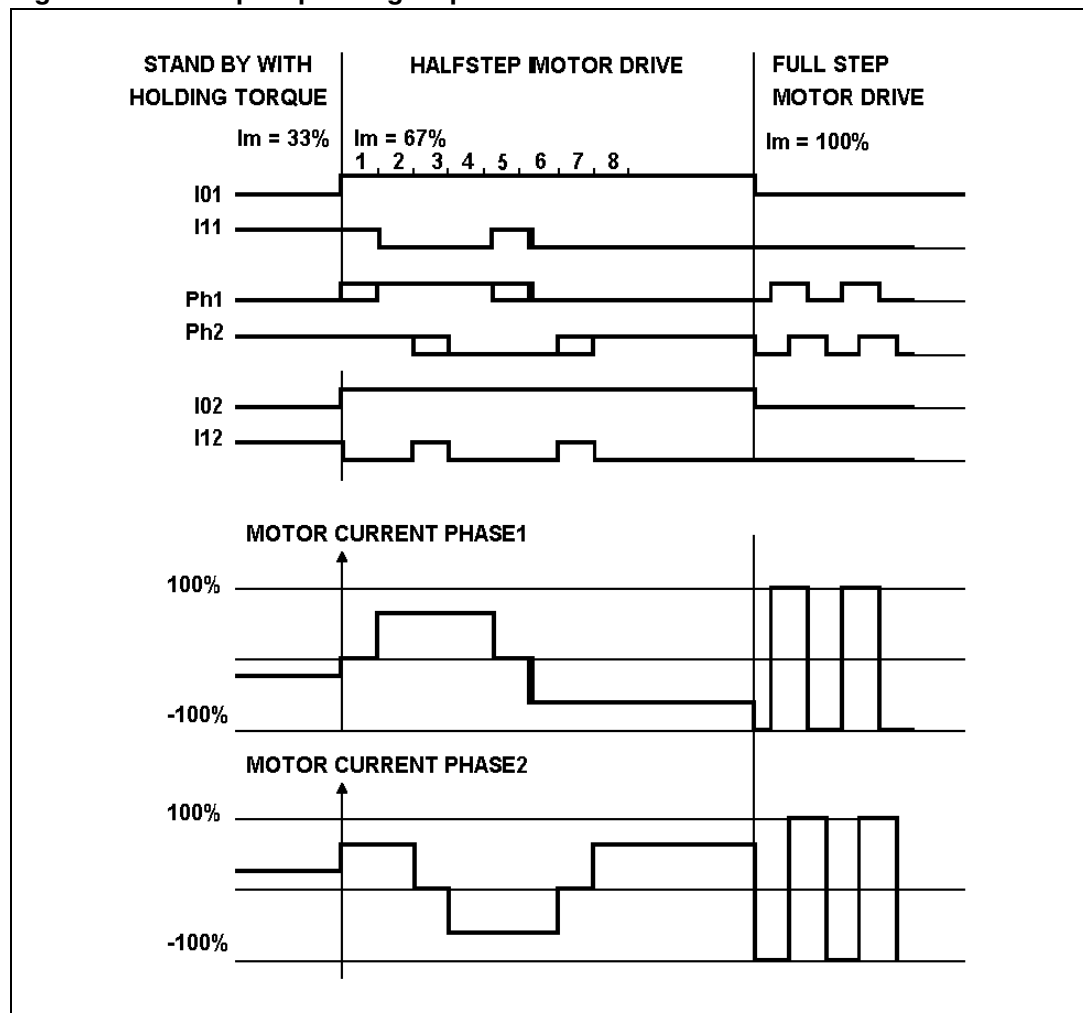 STAND BY WITH
HOLDING TORQUE
Im = 33%
HALFSTEP MOTOR DRIVE
Im = 67%
1 2 3 4 5 6 7 8
FULL STEP
MOTOR DRIVE
Im = 100%
I01
I11
Ph1
Ph2
I02
I12
MOTOR CURRENT PHASE1
100%
-100%
MOTOR CURRENT PHASE2
100%
-100%